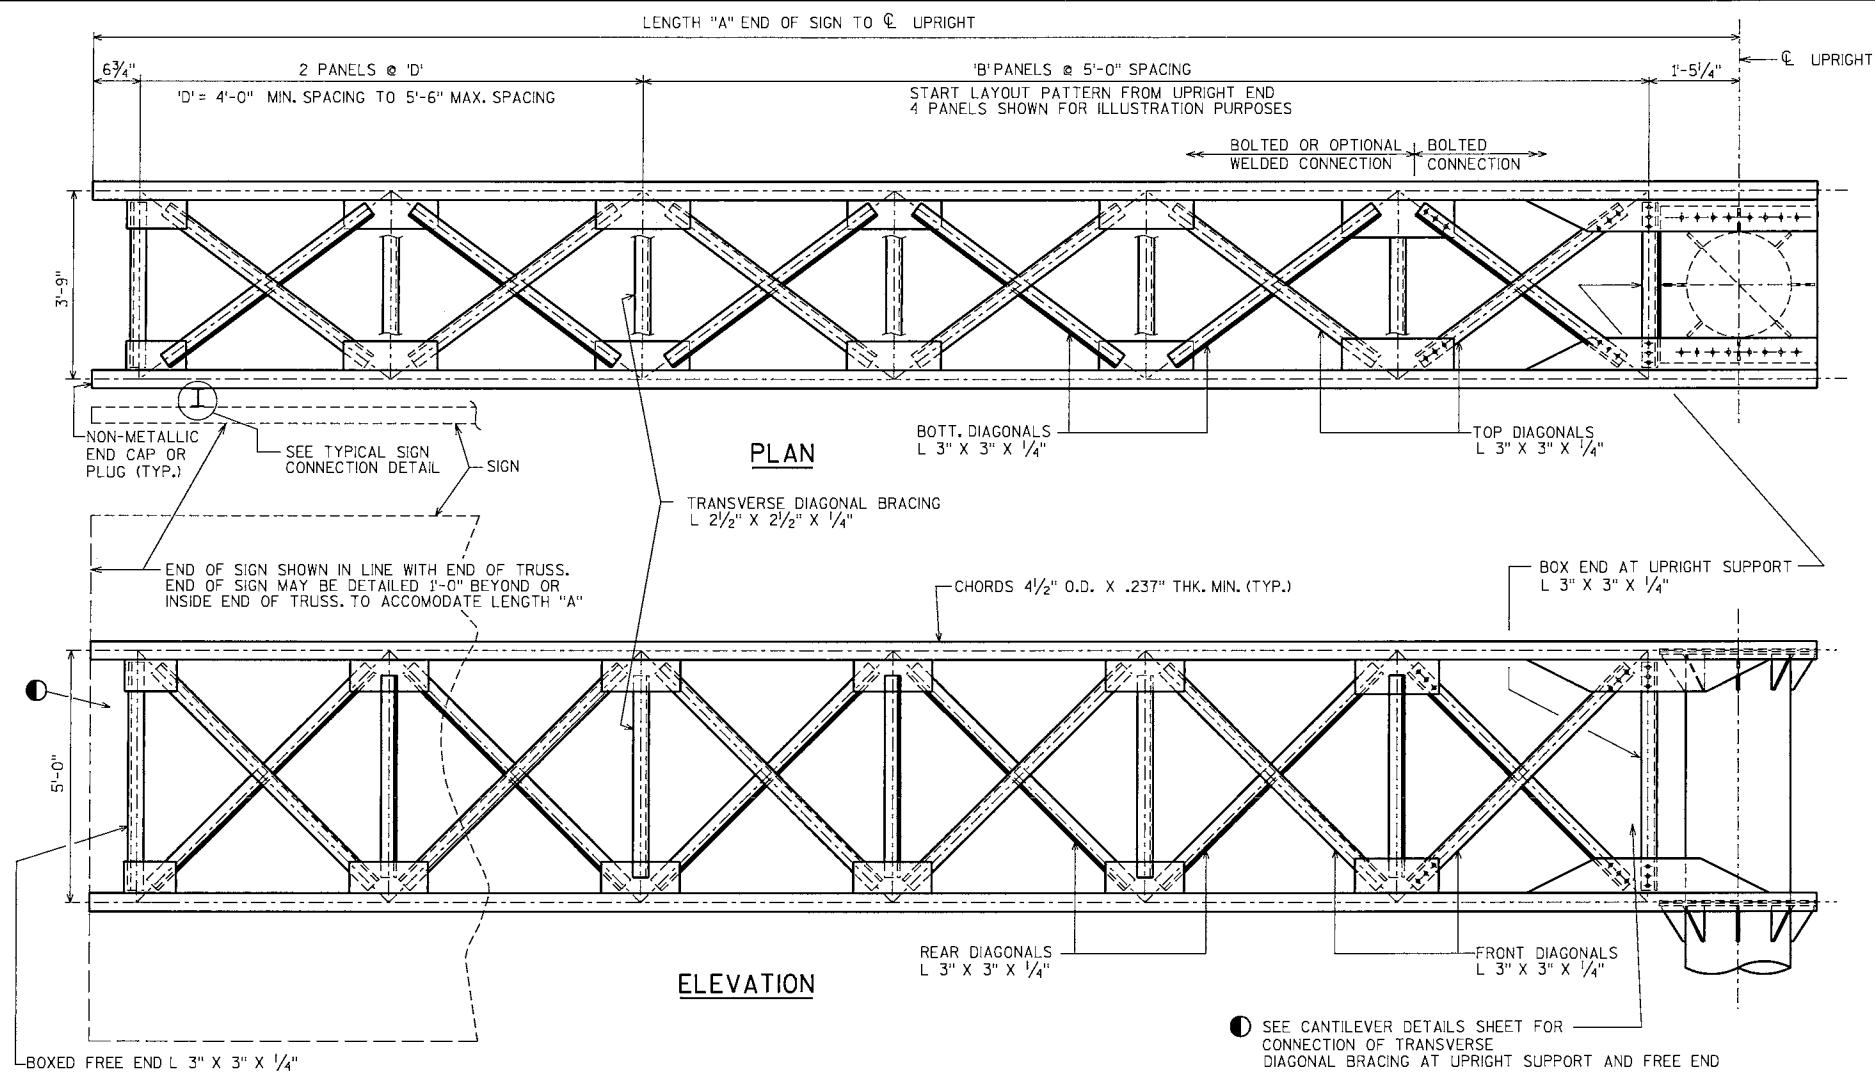 LENGTH "A" END OF SIGN TO ℄ UPRIGHT
6¾"
2 PANELS @ 'D'
'B' PANELS @ 5'-0" SPACING
1'-5¼"
℄ UPRIGHT
'D' = 4'-0" MIN. SPACING TO 5'-6" MAX. SPACING
START LAYOUT PATTERN FROM UPRIGHT END
4 PANELS SHOWN FOR ILLUSTRATION PURPOSES
BOLTED OR OPTIONAL
WELDED CONNECTION
BOLTED
CONNECTION
3'-9"
I
NON-METALLIC
END CAP OR
PLUG (TYP.)
SEE TYPICAL SIGN
CONNECTION DETAIL
SIGN
PLAN
BOTT. DIAGONALS
L 3" X 3" X ¼"
TOP DIAGONALS
L 3" X 3" X ¼"
TRANSVERSE DIAGONAL BRACING
L 2½" X 2½" X ¼"
END OF SIGN SHOWN IN LINE WITH END OF TRUSS.
END OF SIGN MAY BE DETAILED 1'-0" BEYOND OR
INSIDE END OF TRUSS. TO ACCOMODATE LENGTH "A"
CHORDS 4½" O.D. X .237" THK. MIN. (TYP.)
BOX END AT UPRIGHT SUPPORT
L 3" X 3" X ¼"
5'-0"
REAR DIAGONALS
L 3" X 3" X ¼"
FRONT DIAGONALS
L 3" X 3" X ¼"
ELEVATION
BOXED FREE END L 3" X 3" X ¼"
SEE CANTILEVER DETAILS SHEET FOR
CONNECTION OF TRANSVERSE
DIAGONAL BRACING AT UPRIGHT SUPPORT AND FREE END